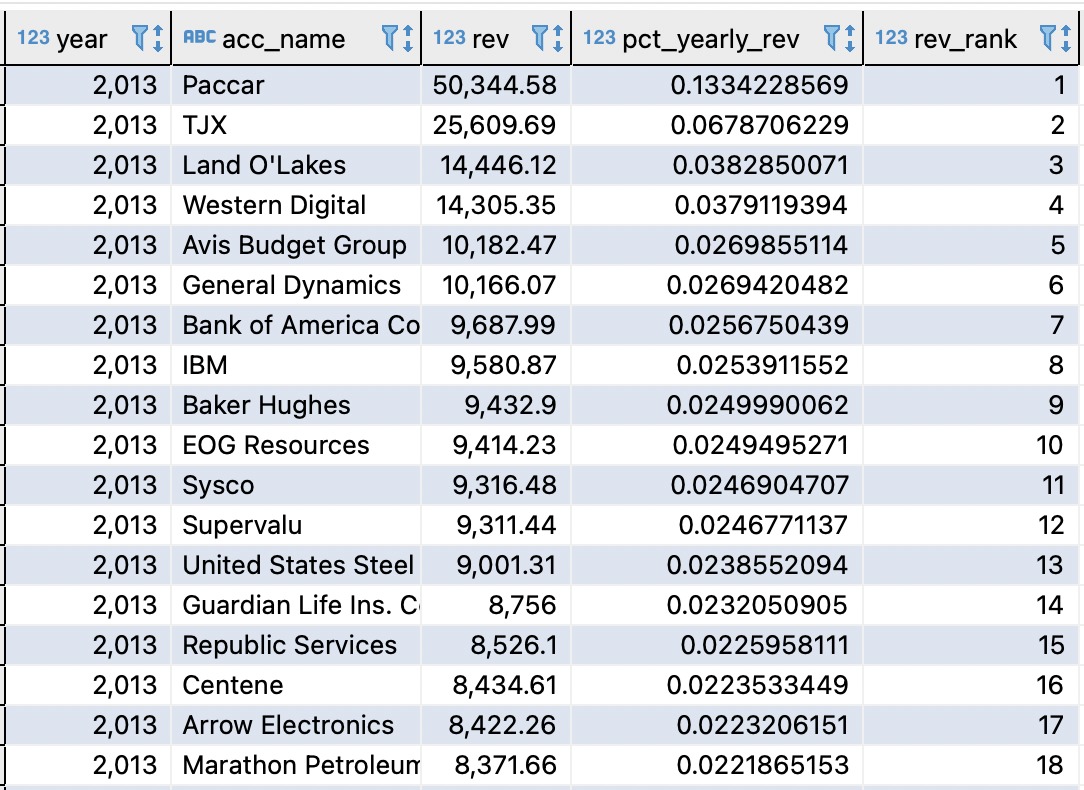 123 year ABC acc_name 123 rev 123 pct_yearly_rev 123 rev_rank
2,013 Paccar 50,344.58 0.1334228569 1
2,013 TJX 25,609.69 0.0678706229 2
2,013 Land O'Lakes 14,446.12 0.0382850071 3
2,013 Western Digital 14,305.35 0.0379119394 4
2,013 Avis Budget Group 10,182.47 0.0269855114 5
2,013 General Dynamics 10,166.07 0.0269420482 6
2,013 Bank of America Co 9,687.99 0.0256750439 7
2,013 IBM 9,580.87 0.0253911552 8
2,013 Baker Hughes 9,432.9 0.0249990062 9
2,013 EOG Resources 9,414.23 0.0249495271 10
2,013 Sysco 9,316.48 0.0246904707 11
2,013 Supervalu 9,311.44 0.0246771137 12
2,013 United States Steel 9,001.31 0.0238552094 13
2,013 Guardian Life Ins. C 8,756 0.0232050905 14
2,013 Republic Services 8,526.1 0.0225958111 15
2,013 Centene 8,434.61 0.0223533449 16
2,013 Arrow Electronics 8,422.26 0.0223206151 17
2,013 Marathon Petroleum 8,371.66 0.0221865153 18